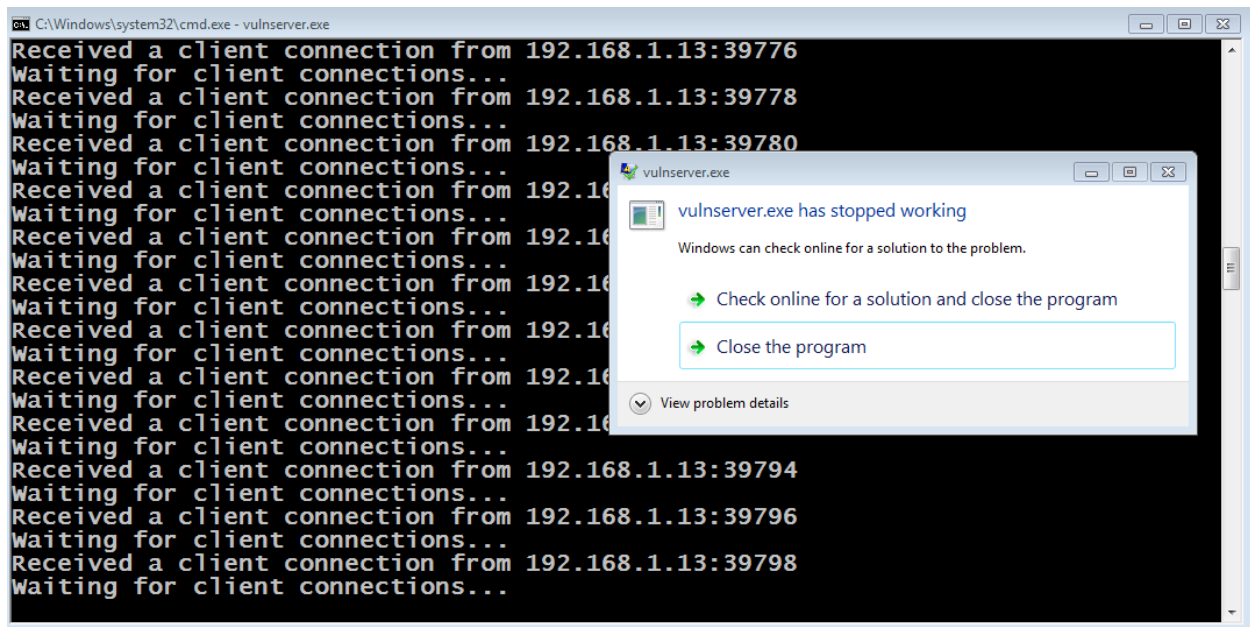 C:\Windows\system32\cmd.exe - vulnserver.exe
Received a client connection from 192.168.1.13:39776
Waiting for client connections...
Received a client connection from 192.168.1.13:39778
Waiting for client connections...
Received a client connection from 192.168.1.13:39780
Waiting for client connections...
Received a client connection from 192.16
Waiting for client connections...
Received a client connection from 192.16
Waiting for client connections...
Received a client connection from 192.16
Waiting for client connections...
Received a client connection from 192.16
Waiting for client connections...
Received a client connection from 192.16
Waiting for client connections...
Received a client connection from 192.16
Waiting for client connections...
Received a client connection from 192.168.1.13:39794
Waiting for client connections...
Received a client connection from 192.168.1.13:39796
Waiting for client connections...
Received a client connection from 192.168.1.13:39798
Waiting for client connections...
vulnserver.exe
vulnserver.exe has stopped working
Windows can check online for a solution to the problem.
Check online for a solution and close the program
Close the program
View problem details